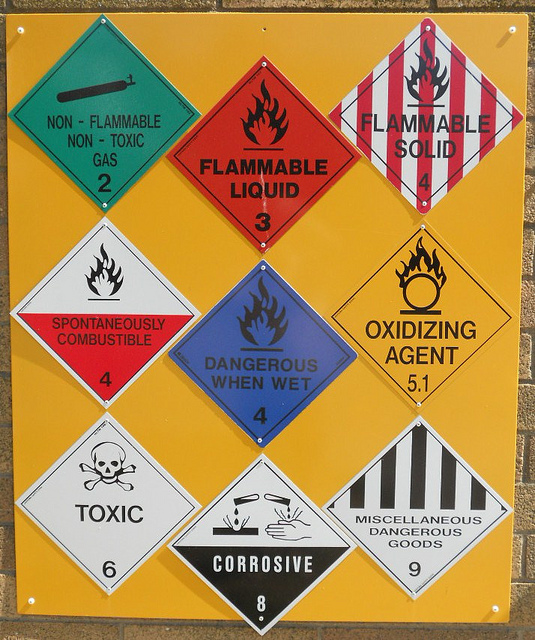 NON - FLAMMABLE
NON - TOXIC
GAS
2
FLAMMABLE
LIQUID
3
FLAMMABLE
SOLID
4
SPONTANEOUSLY
COMBUSTIBLE
4
DANGEROUS
WHEN WET
4
OXIDIZING
AGENT
5.1
TOXIC
6
CORROSIVE
8
MISCELLANEOUS
DANGEROUS
GOODS
9